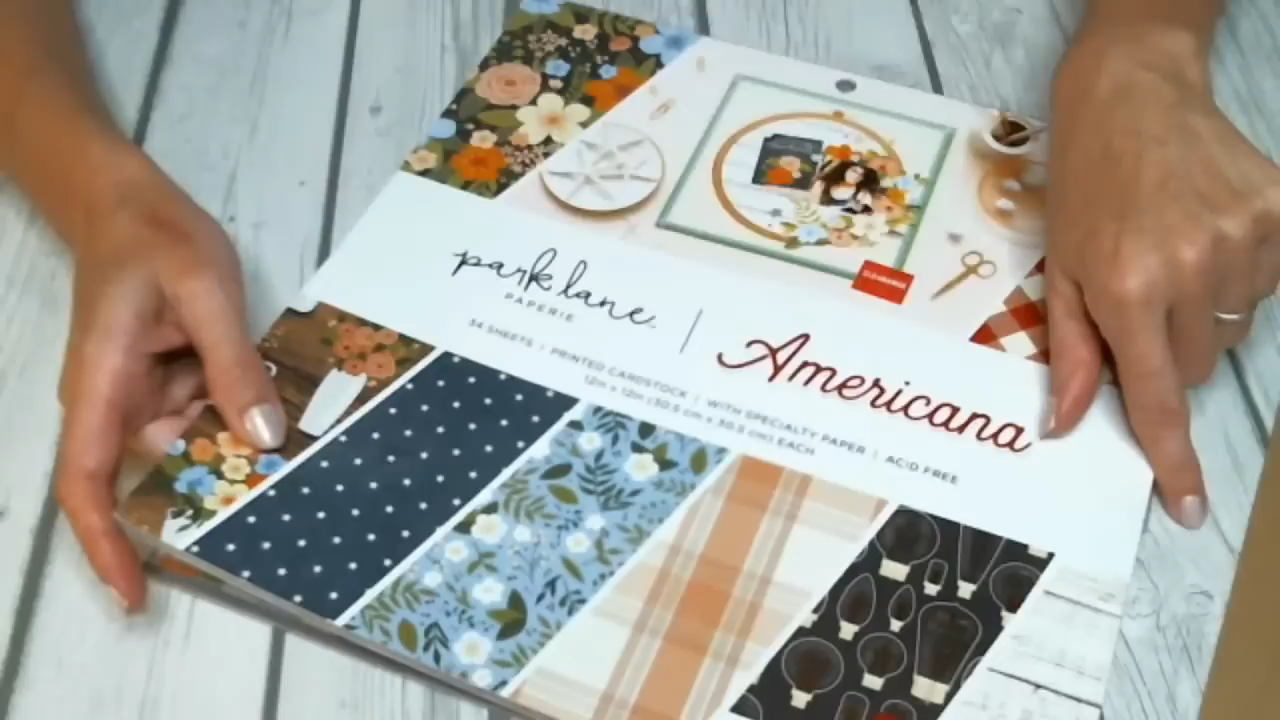 park lane
PAPERIE
Americana
34 SHEETS | PRINTED CARDSTOCK | WITH SPECIALTY PAPER | ACID FREE
12in x 12in (30.5 cm x 30.5 cm) EACH